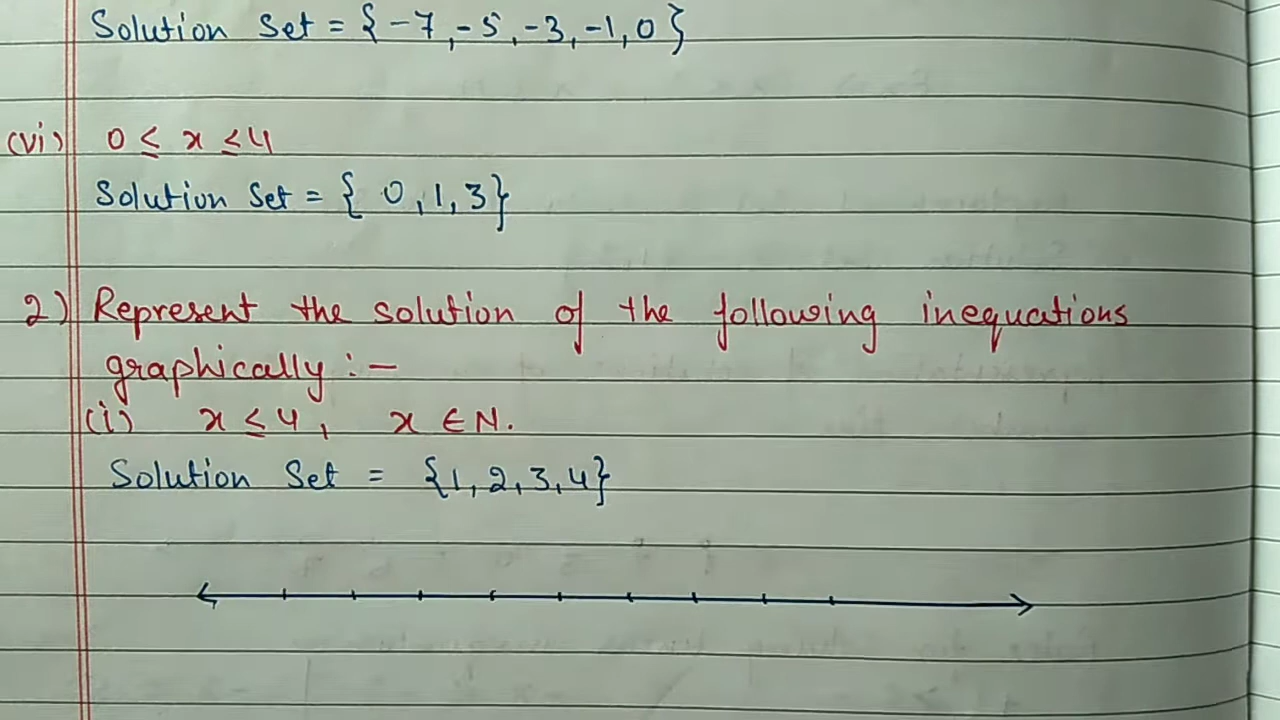 Solution Set = {-7, -5, -3, -1, 0}
(vi) 0 ≤ x ≤ 4
Solution Set = { 0, 1, 3}
2) Represent the solution of the following inequations
graphically :-
(i) x ≤ 4, x ∈ N.
Solution Set = {1, 2, 3, 4}